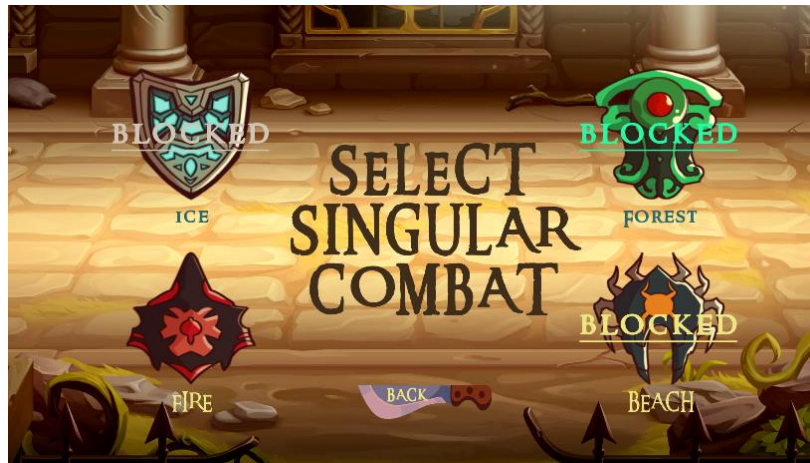 BLOCKED
ICE
BLOCKED
FOREST
SELECT
SINGULAR
COMBAT
FIRE
BLOCKED
BEACH
BACK